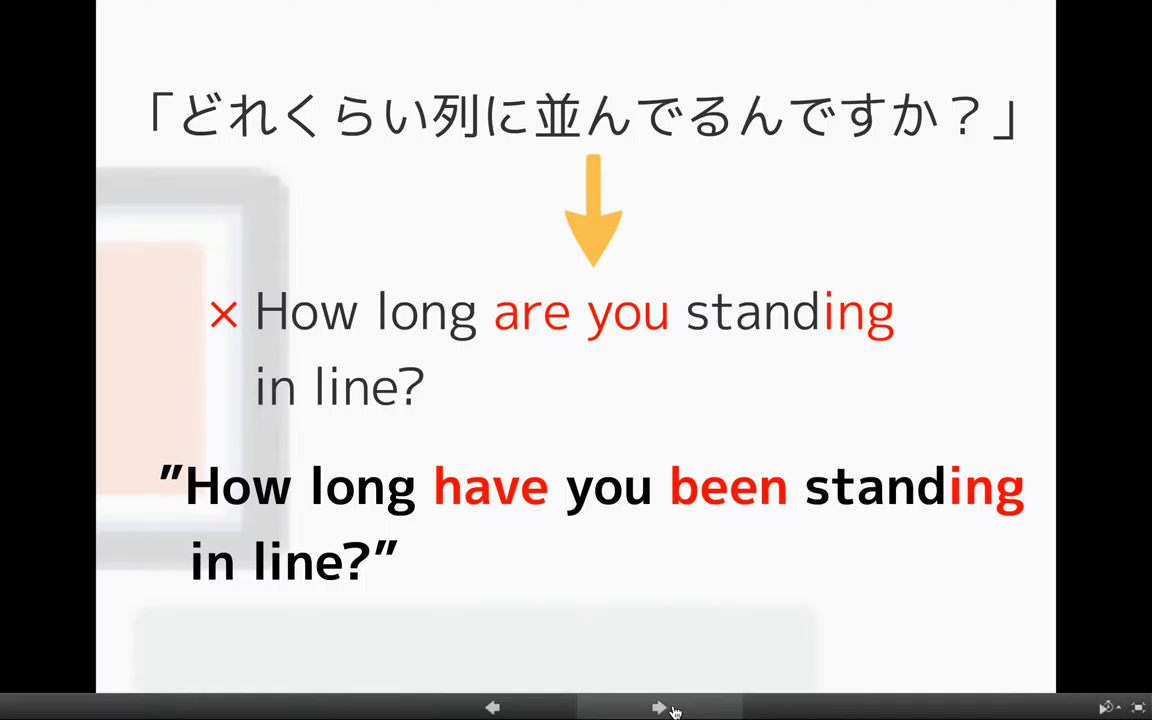 「どれくらい列に並んでるんですか？」
× How long are you standing
in line?
”How long have you been standing
in line?”